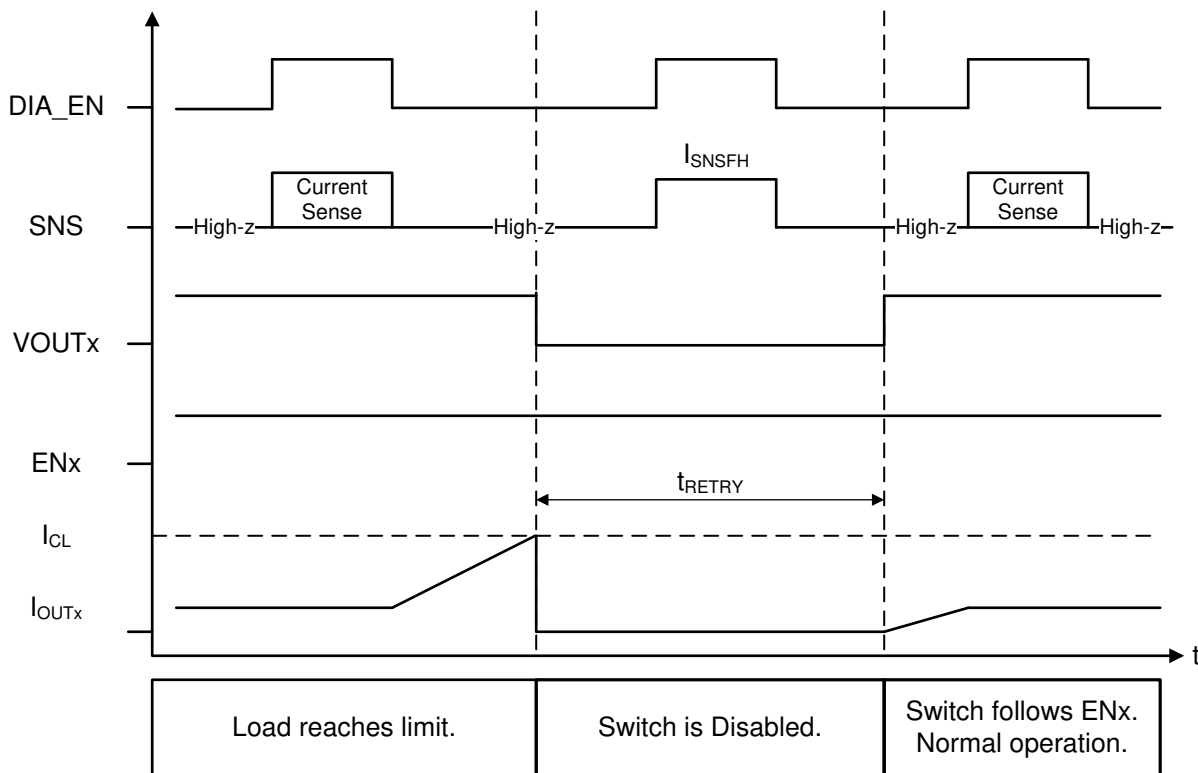 DIA_EN
I_SNSFH
Current
Sense
Current
Sense
SNS
High-z
High-z
High-z
High-z
VOUTx
ENx
t_RETRY
I_CL
I_OUTx
t
Load reaches limit.
Switch is Disabled.
Switch follows ENx.
Normal operation.